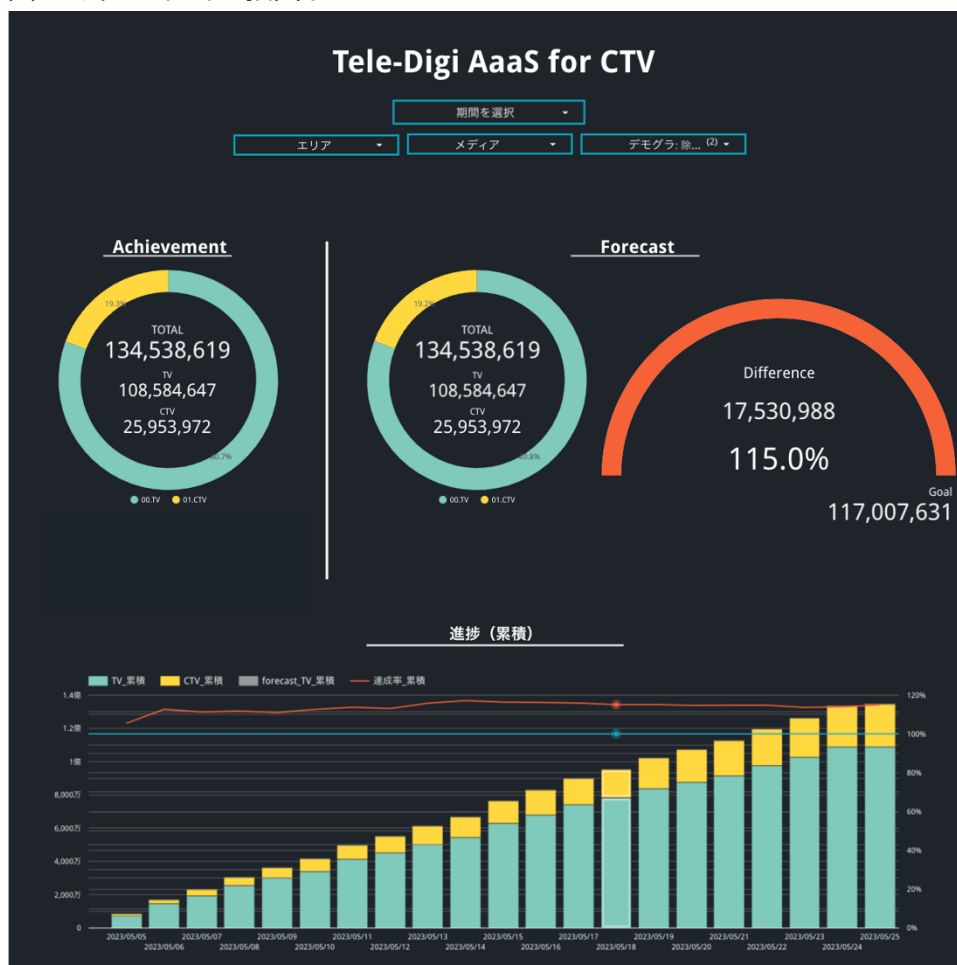 Tele-Digi AaaS for CTV
期間を選択
エリア
メディア
デモグラ: 除... (2)
Achievement
19.3%
TOTAL
134,538,619
TV
108,584,647
CTV
25,953,972
80.7%
00.TV 01.CTV
Forecast
19.2%
TOTAL
134,538,619
TV
108,584,647
CTV
25,953,972
80.8%
00.TV 01.CTV
Difference
17,530,988
115.0%
Goal
117,007,631
進捗（累積）
TV_累積 CTV_累積 forecast_TV_累積 達成率_累積
1.4億
1.2億
1億
8,000万
6,000万
4,000万
2,000万
0
120%
100%
80%
60%
40%
20%
0%
2023/05/05 2023/05/07 2023/05/09 2023/05/11 2023/05/13 2023/05/15 2023/05/17 2023/05/19 2023/05/21 2023/05/23 2023/05/25
2023/05/06 2023/05/08 2023/05/10 2023/05/12 2023/05/14 2023/05/16 2023/05/18 2023/05/20 2023/05/22 2023/05/24